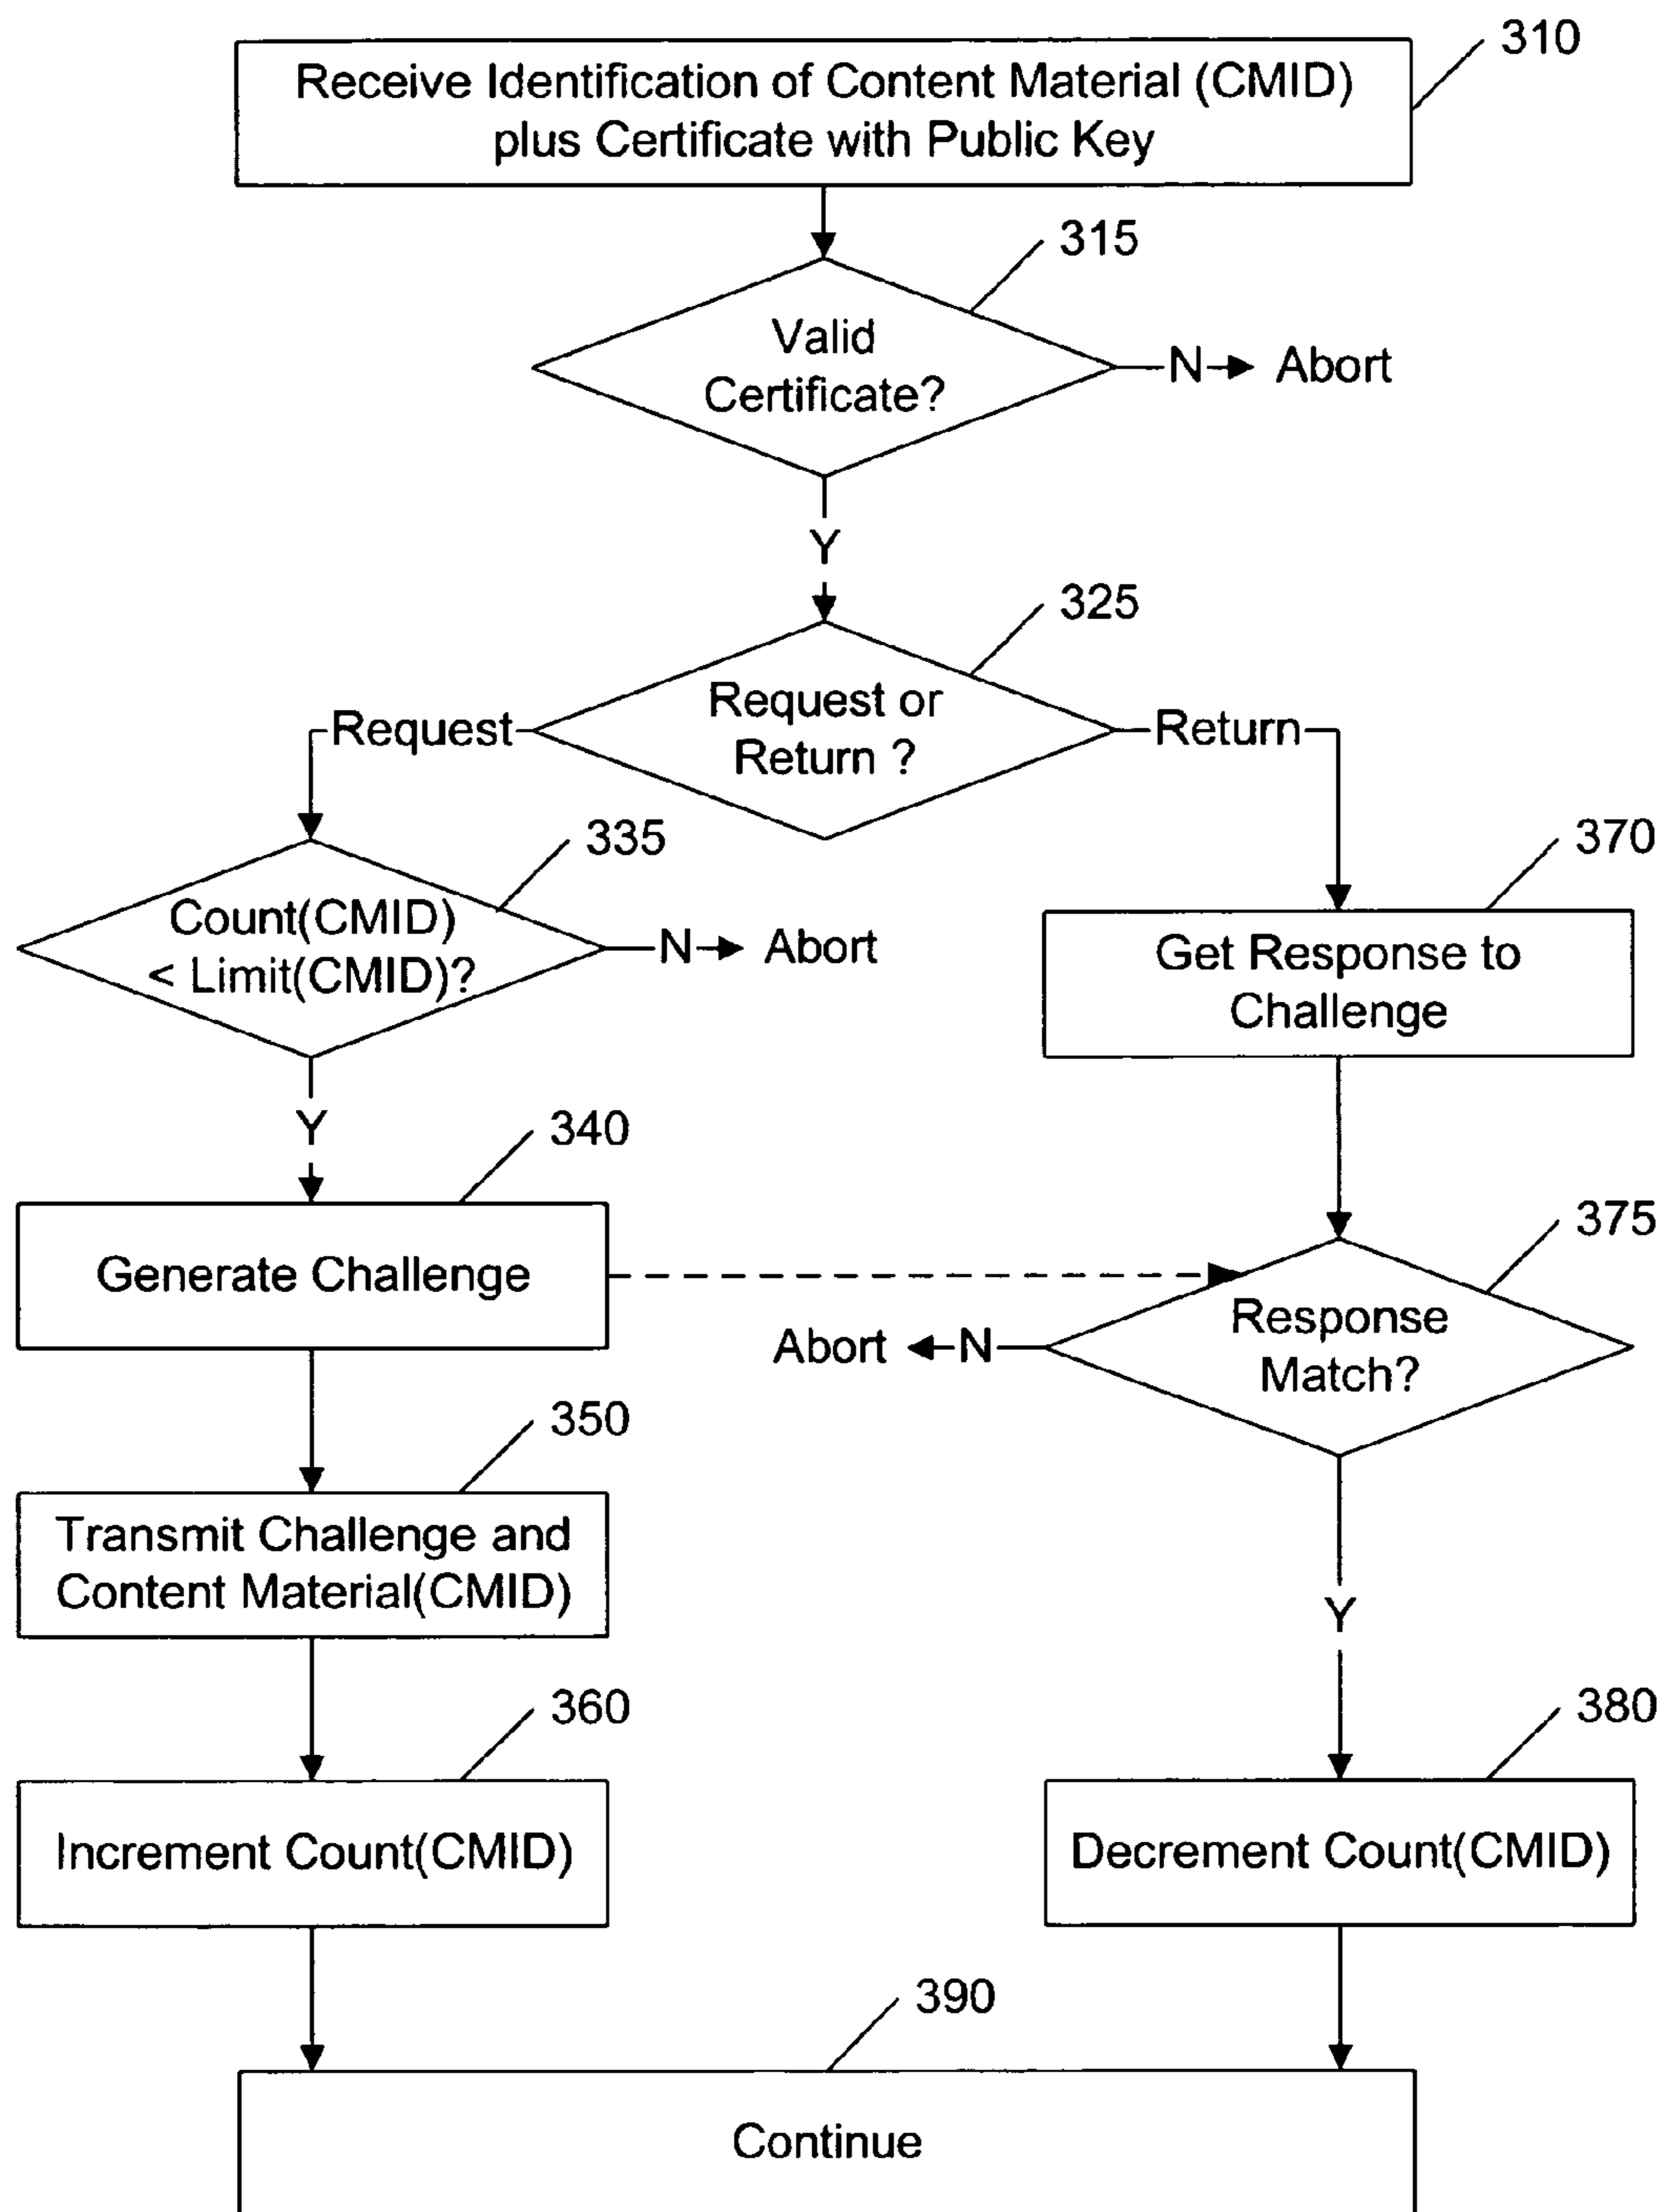 310
Receive Identification of Content Material (CMID)
plus Certificate with Public Key
315
Valid
Certificate?
N
Abort
Y
325
Request or
Return ?
Request
Return
335
Count(CMID)
< Limit(CMID)?
N
Abort
370
Get Response to
Challenge
Y
340
Generate Challenge
375
Response
Match?
Abort
N
350
Transmit Challenge and
Content Material(CMID)
Y
360
Increment Count(CMID)
380
Decrement Count(CMID)
390
Continue